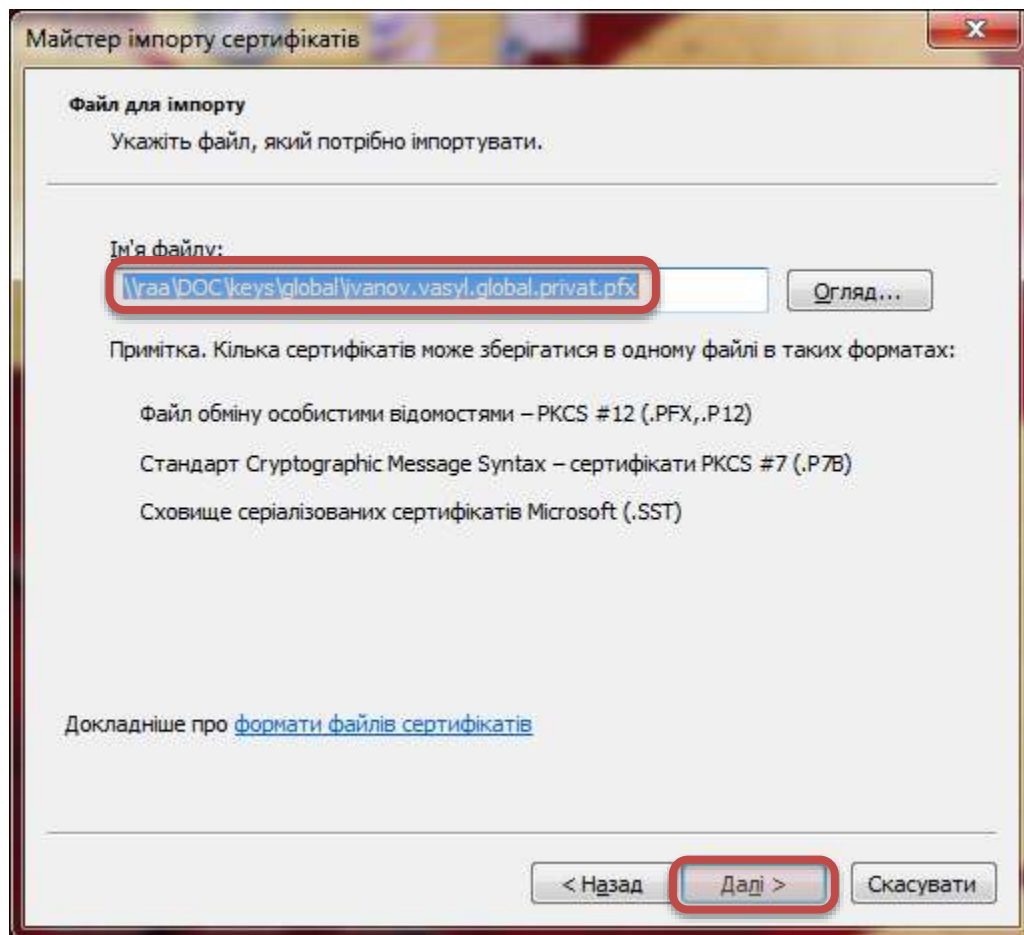 Майстер імпорту сертифікатів
Файл для імпорту
Укажіть файл, який потрібно імпортувати.
Ім'я файлу:
\\raa\DOC\keys\global\ivanov.vasyl.global.privat.pfx
Огляд...
Примітка. Кілька сертифікатів може зберігатися в одному файлі в таких форматах:
Файл обміну особистими відомостями – PKCS #12 (.PFX,.P12)
Стандарт Cryptographic Message Syntax – сертифікати PKCS #7 (.P7B)
Сховище серіалізованих сертифікатів Microsoft (.SST)
Докладніше про формати файлів сертифікатів
< Назад Далі > Скасувати